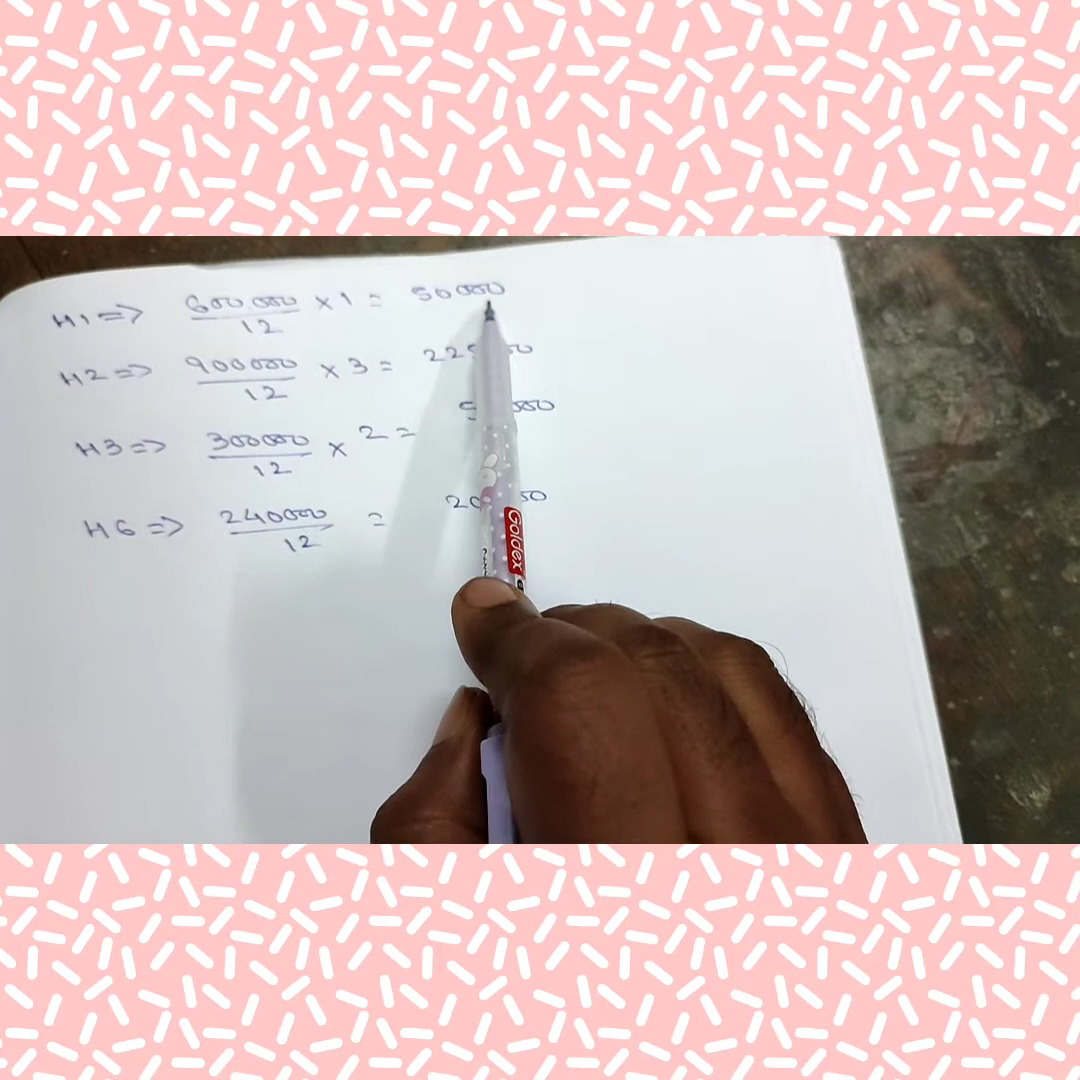 H1 => 600000/12 × 1 = 50000
H2 => 900000/12 × 3 =
H3 => 300000/12 × 2 =
H6 => 240000/12 =
Goldex